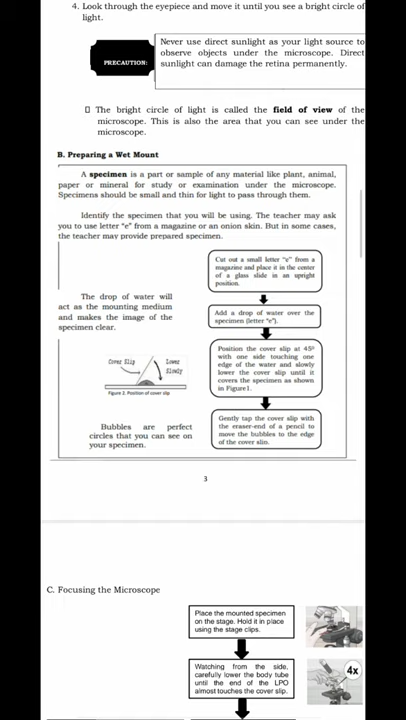 4. Look through the eyepiece and move it until you see a bright circle of
light.
PRECAUTION:
Never use direct sunlight as your light source to
observe objects under the microscope. Direct
sunlight can damage the retina permanently.
▯ The bright circle of light is called the field of view of the
microscope. This is also the area that you can see under the
microscope.
B. Preparing a Wet Mount
A specimen is a part or sample of any material like plant, animal,
paper or mineral for study or examination under the microscope.
Specimens should be small and thin for light to pass through them.
Identify the specimen that you will be using. The teacher may ask
you to use letter "e" from a magazine or an onion skin. But in some cases,
the teacher may provide prepared specimen.
Cut out a small letter "e" from a
magazine and place it in the center
of a glass slide in an upright
position.
The drop of water will
act as the mounting medium
and makes the image of the
specimen clear.
Add a drop of water over the
specimen (letter "e").
Position the cover slip at 45º
with one side touching one
edge of the water and slowly
lower the cover slip until it
covers the specimen as shown
in Figure1.
Cover Slip
Lower
Slowly
Figure 2. Position of cover slip
Bubbles are perfect
circles that you can see on
your specimen.
Gently tap the cover slip with
the eraser-end of a pencil to
move the bubbles to the edge
of the cover slip.
3
C. Focusing the Microscope
Place the mounted specimen
on the stage. Hold it in place
using the stage clips.
Watching from the side,
carefully lower the body tube
until the end of the LPO
almost touches the cover slip.
4x